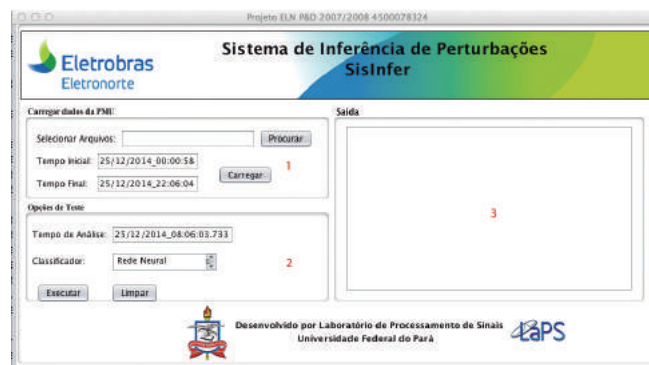 Projeto ELN P&D 2007/2008 4500078324
Eletrobras
Eletronorte
Sistema de Inferência de Perturbações
SisInfer
Carregar dados da PMU
Selecionar Arquivos:
Procurar
Tempo Inicial: 25/12/2014_00:00:58
Tempo Final: 25/12/2014_22:06:04
Carregar
1
Opções de Teste
Tempo de Análise: 25/12/2014_08:06:03.733
Classificador: Rede Neural
2
Executar
Limpar
Saída
3
Desenvolvido por Laboratório de Processamento de Sinais
Universidade Federal do Pará
LaPS